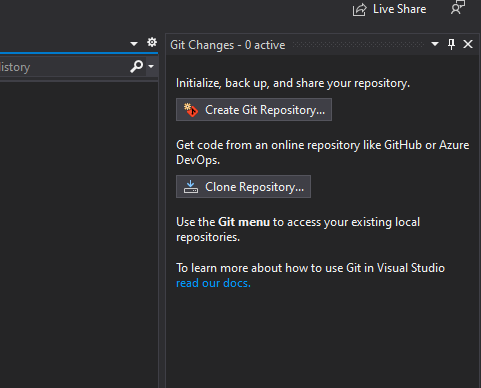 Live Share
Git Changes - 0 active
History
Initialize, back up, and share your repository.
Create Git Repository...
Get code from an online repository like GitHub or Azure
DevOps.
Clone Repository...
Use the Git menu to access your existing local
repositories.
To learn more about how to use Git in Visual Studio
read our docs.